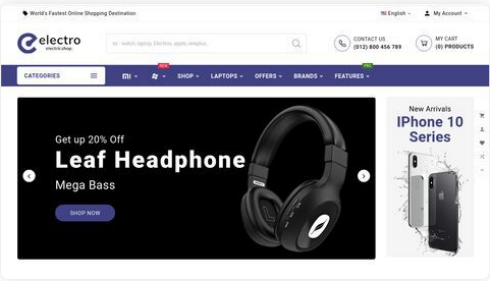 World's Fastest Online Shopping Destination
English
My Account
electro
electric shop
CONTACT US
(012) 800 456 789
MY CART
(0) PRODUCTS
CATEGORIES
SHOP
LAPTOPS
OFFERS
BRANDS
FEATURES
Get up 20% Off
Leaf Headphone
Mega Bass
SHOP NOW
New Arrivals
IPhone 10
Series